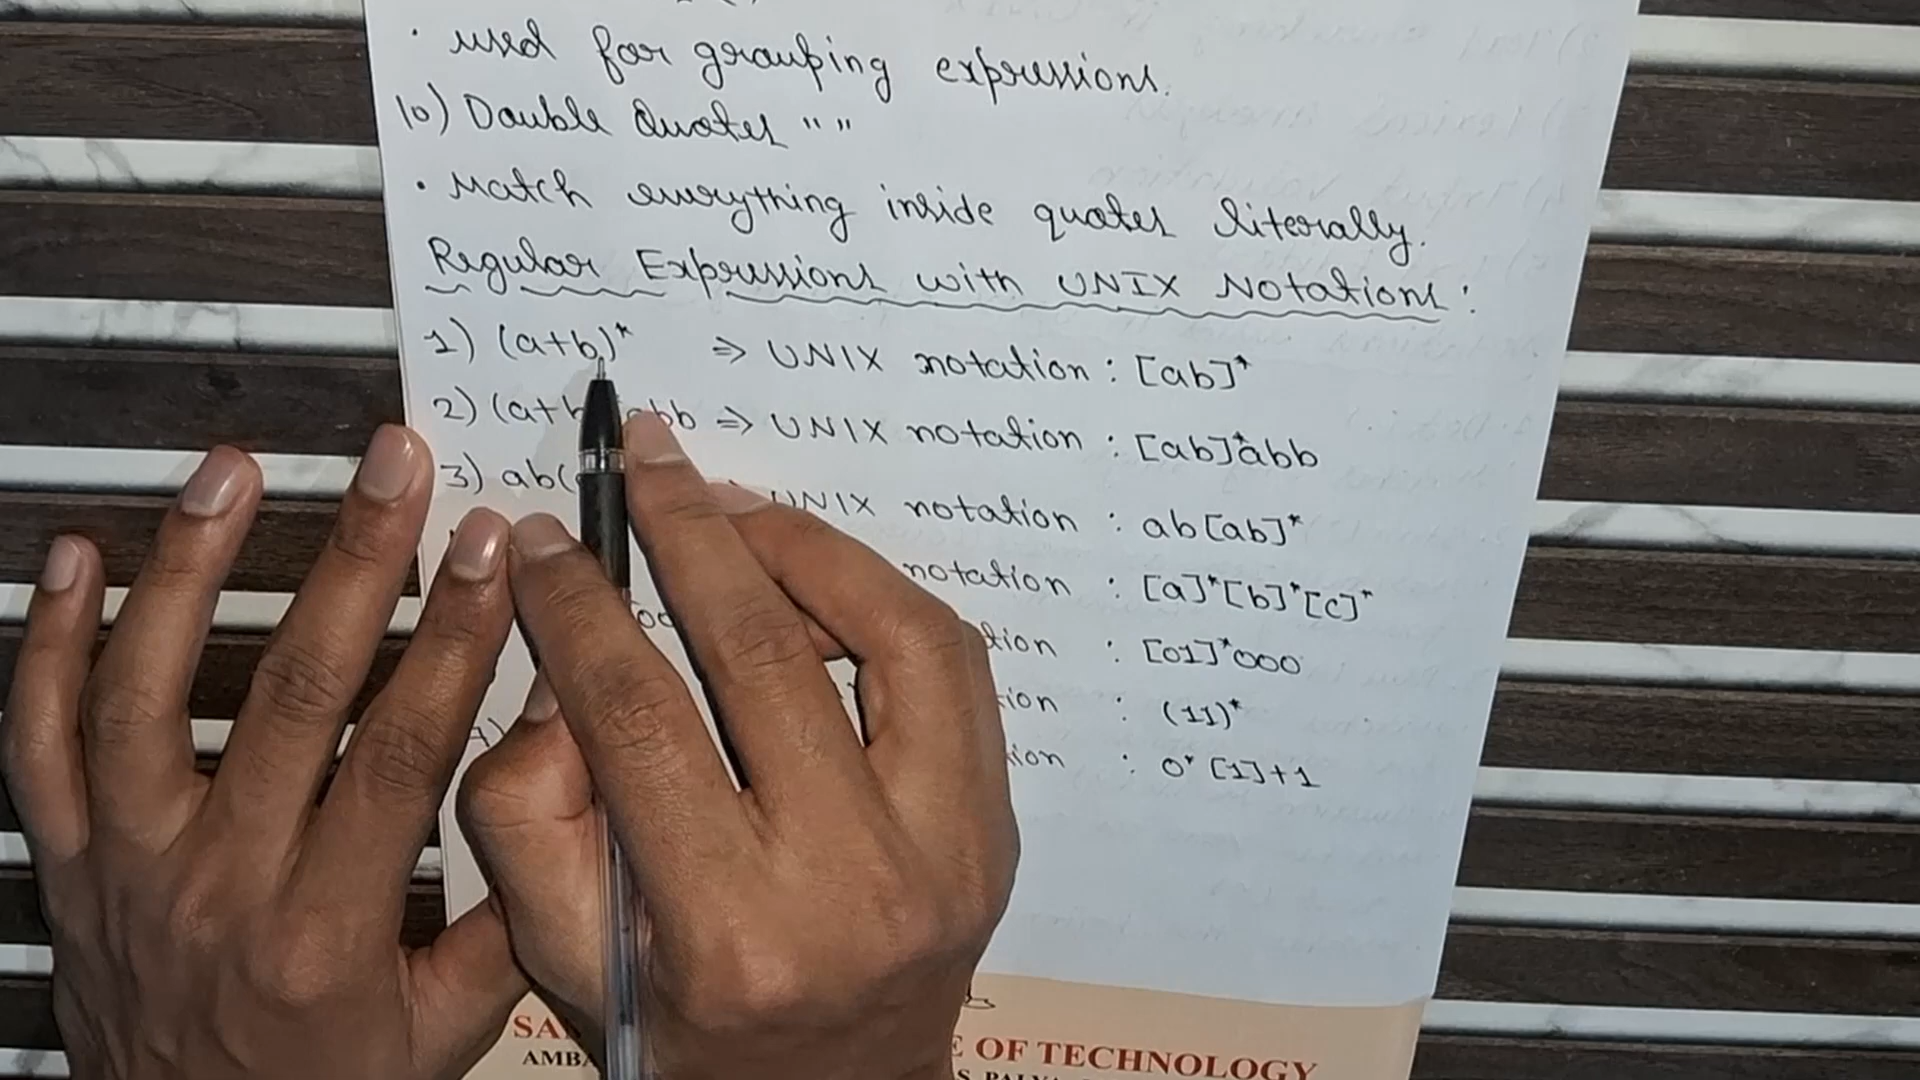 • used for grouping expressions.
10) Double Quotes " "
• Match everything inside quotes literally.
Regular Expressions with UNIX Notations :
1) (a+b)* ⇒ UNIX notation : [ab]*
2) (a+b abb ⇒ UNIX notation : [ab]*abb
3) ab( UNIX notation : ab[ab]*
notation : [a]*[b]*[c]*
: [01]*000
: (11)*
7) : 0* [1]+1
OF TECHNOLOGY